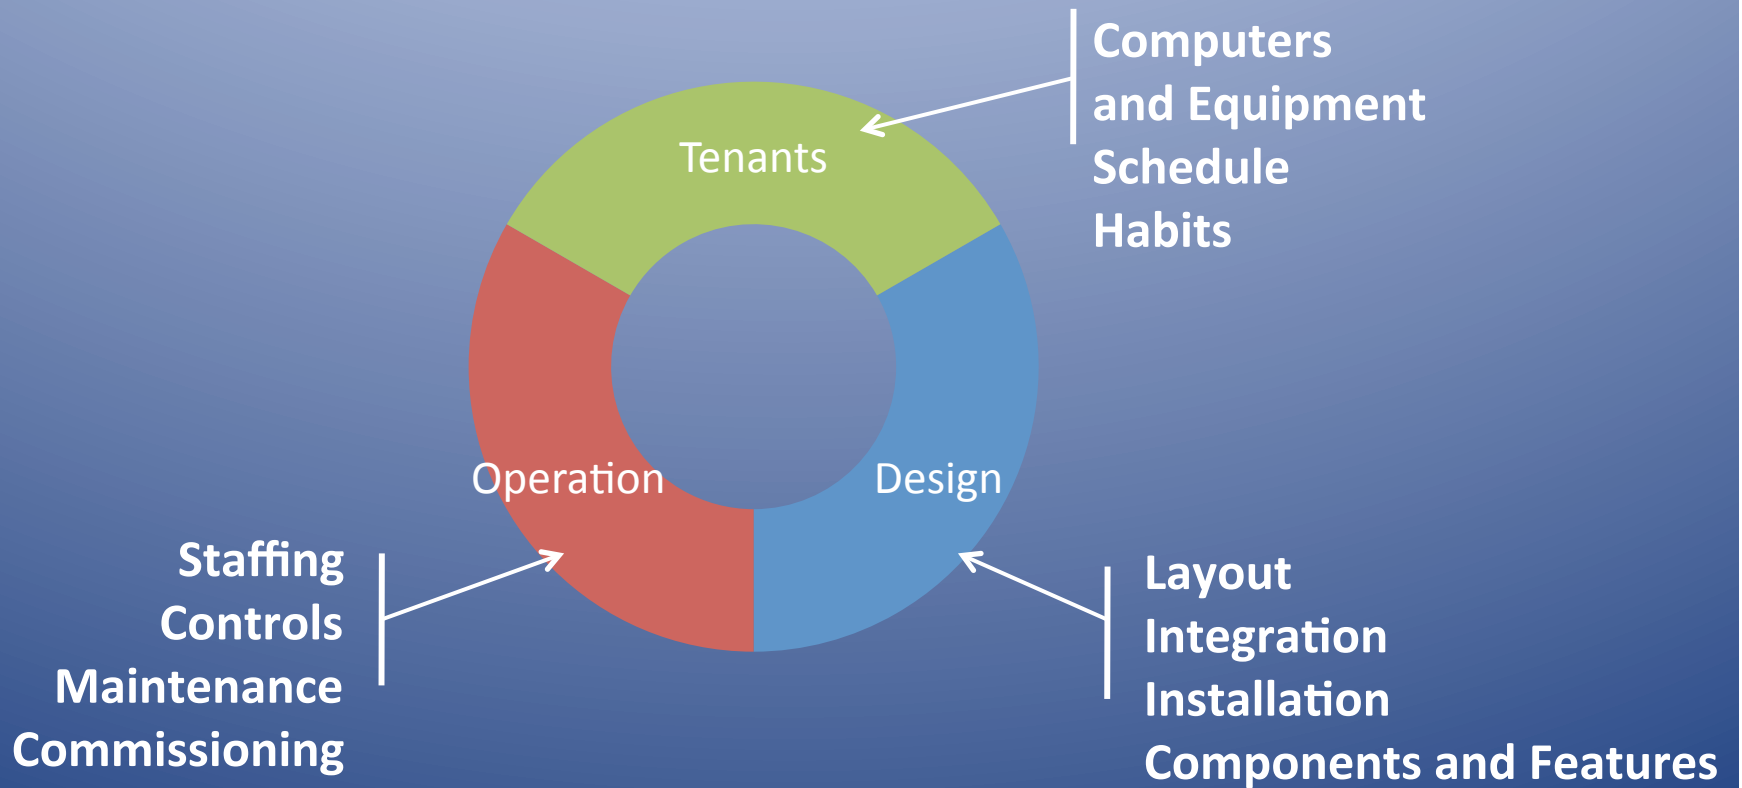 Computers
and Equipment
Schedule
Habits
Tenants
Operation
Design
Staffing
Controls
Maintenance
Commissioning
Layout
Integration
Installation
Components and Features